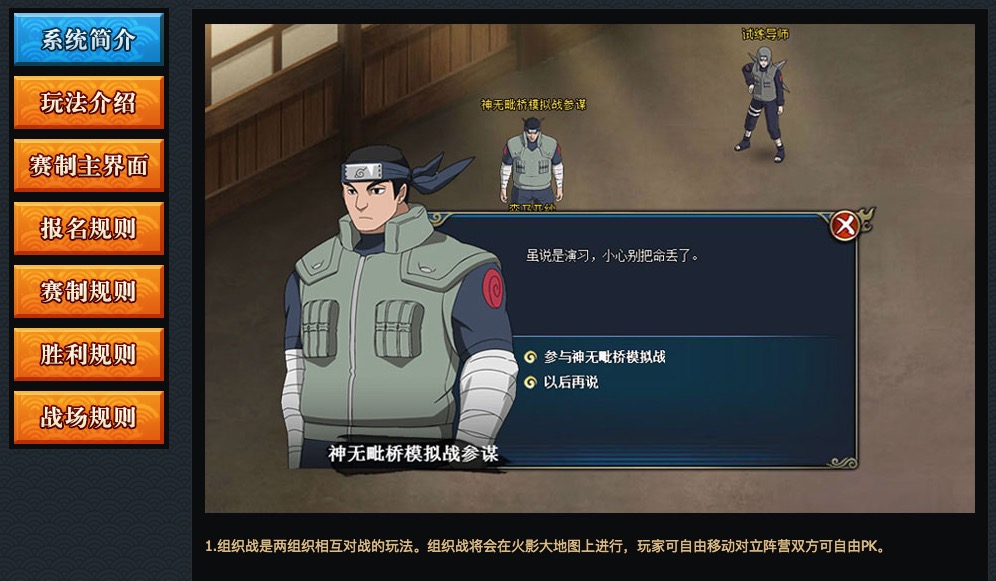 系统简介
玩法介绍
赛制主界面
报名规则
赛制规则
胜利规则
战场规则
试练导师
神无毗桥模拟战参谋
虽说是演习，小心别把命丢了。
参与神无毗桥模拟战
以后再说
神无毗桥模拟战参谋
1.组织战是两组织相互对战的玩法。组织战将会在火影大地图上进行，玩家可自由移动对立阵营双方可自由PK。